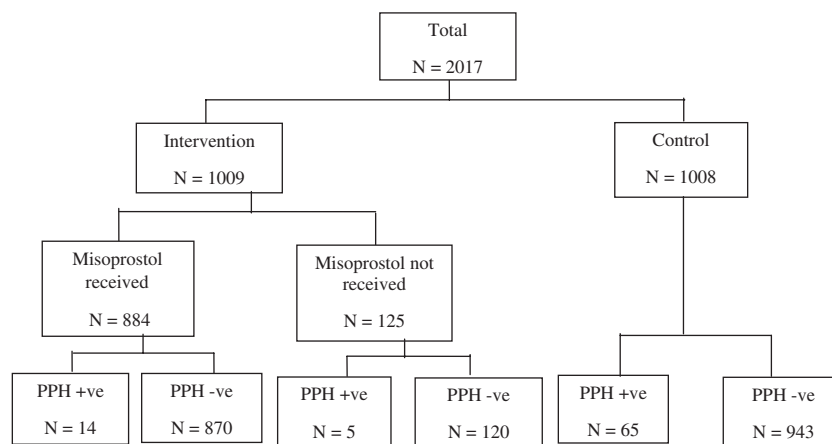 Total
N = 2017
Intervention
N = 1009
Control
N = 1008
Misoprostol
received
N = 884
Misoprostol not
received
N = 125
PPH +ve
N = 14
PPH -ve
N = 870
PPH +ve
N = 5
PPH -ve
N = 120
PPH +ve
N = 65
PPH -ve
N = 943